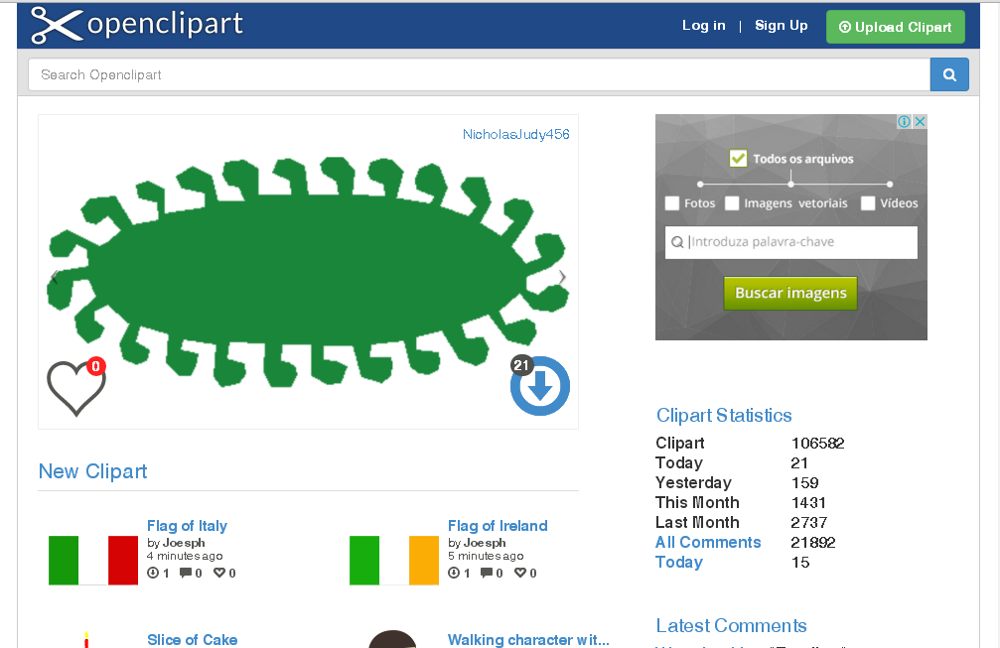 openclipart
Log in | Sign Up
Upload Clipart
Search Openclipart
NicholasJudy456
0
21
Todos os arquivos
Fotos
Imagens vetoriais
Vídeos
Introduza palavra-chave
Buscar imagens
New Clipart
Flag of Italy
by Joesph
4 minutes ago
1 0 0
Flag of Ireland
by Joesph
5 minutes ago
1 0 0
Slice of Cake
Walking character wit...
Clipart Statistics
Clipart 106582
Today 21
Yesterday 159
This Month 1431
Last Month 2737
All Comments 21892
Today 15
Latest Comments